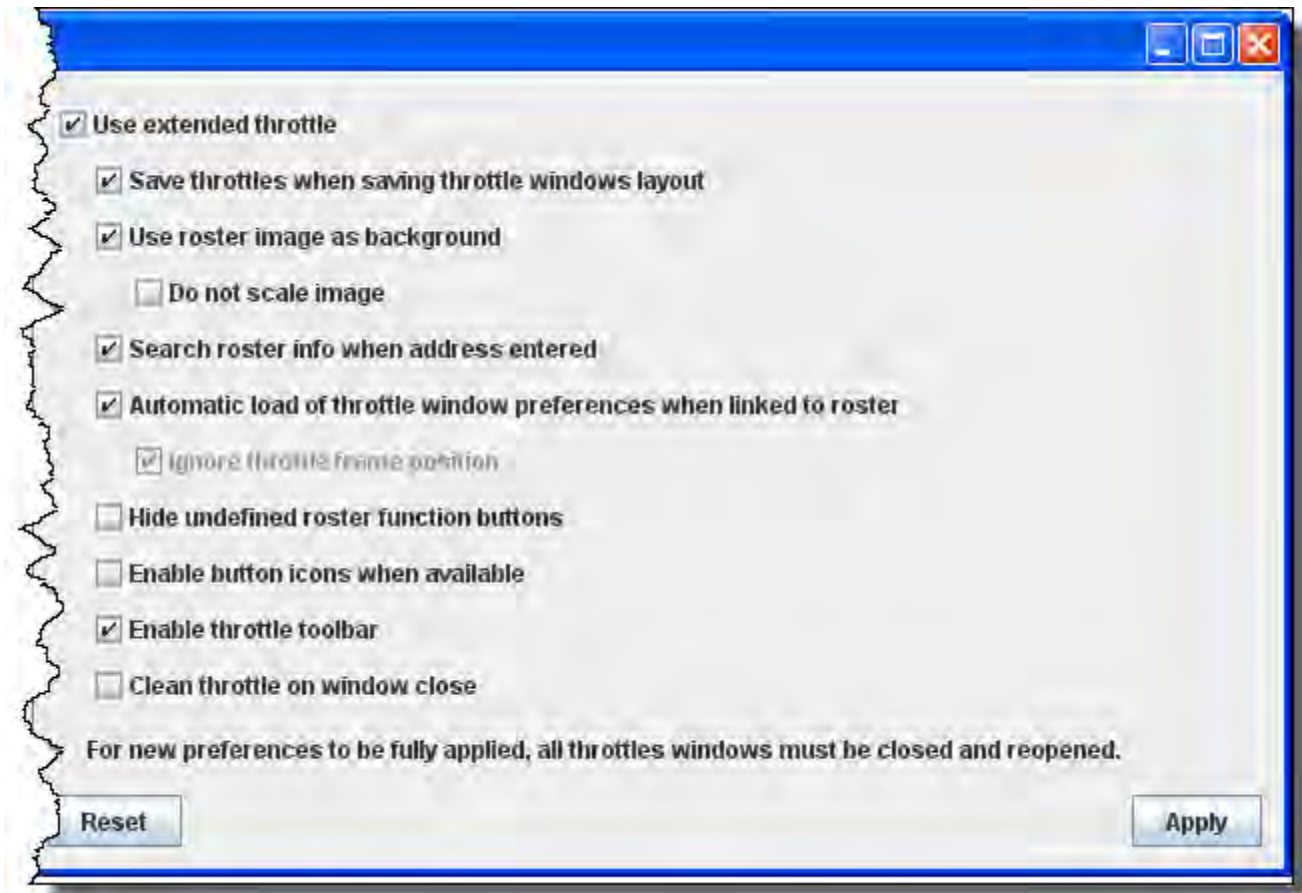 Use extended throttle
Save throttles when saving throttle windows layout
Use roster image as background
Do not scale image
Search roster info when address entered
Automatic load of throttle window preferences when linked to roster
Ignore throttle frame position
Hide undefined roster function buttons
Enable button icons when available
Enable throttle toolbar
Clean throttle on window close
For new preferences to be fully applied, all throttles windows must be closed and reopened.
Reset
Apply